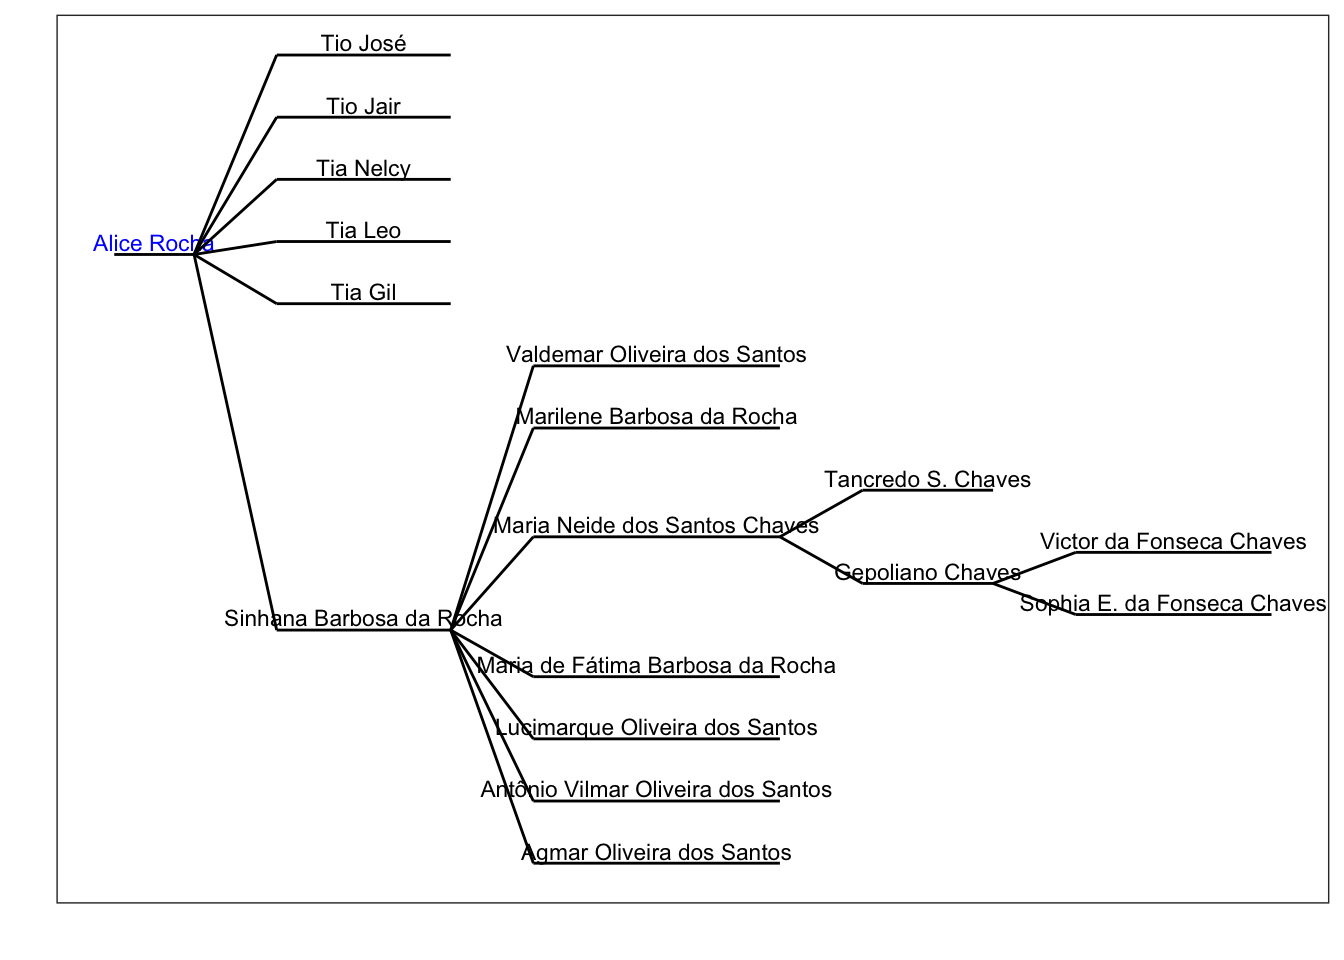 Tio José
Tio Jair
Tia Nelcy
Tia Leo
Alice Rocha
Tia Gil
Valdemar Oliveira dos Santos
Marilene Barbosa da Rocha
Tancredo S. Chaves
Maria Neide dos Santos Chaves
Victor da Fonseca Chaves
Gepoliano Chaves
Sophia E. da Fonseca Chaves
Sinhana Barbosa da Rocha
Maria de Fátima Barbosa da Rocha
Lucimarque Oliveira dos Santos
Antônio Vilmar Oliveira dos Santos
Agmar Oliveira dos Santos